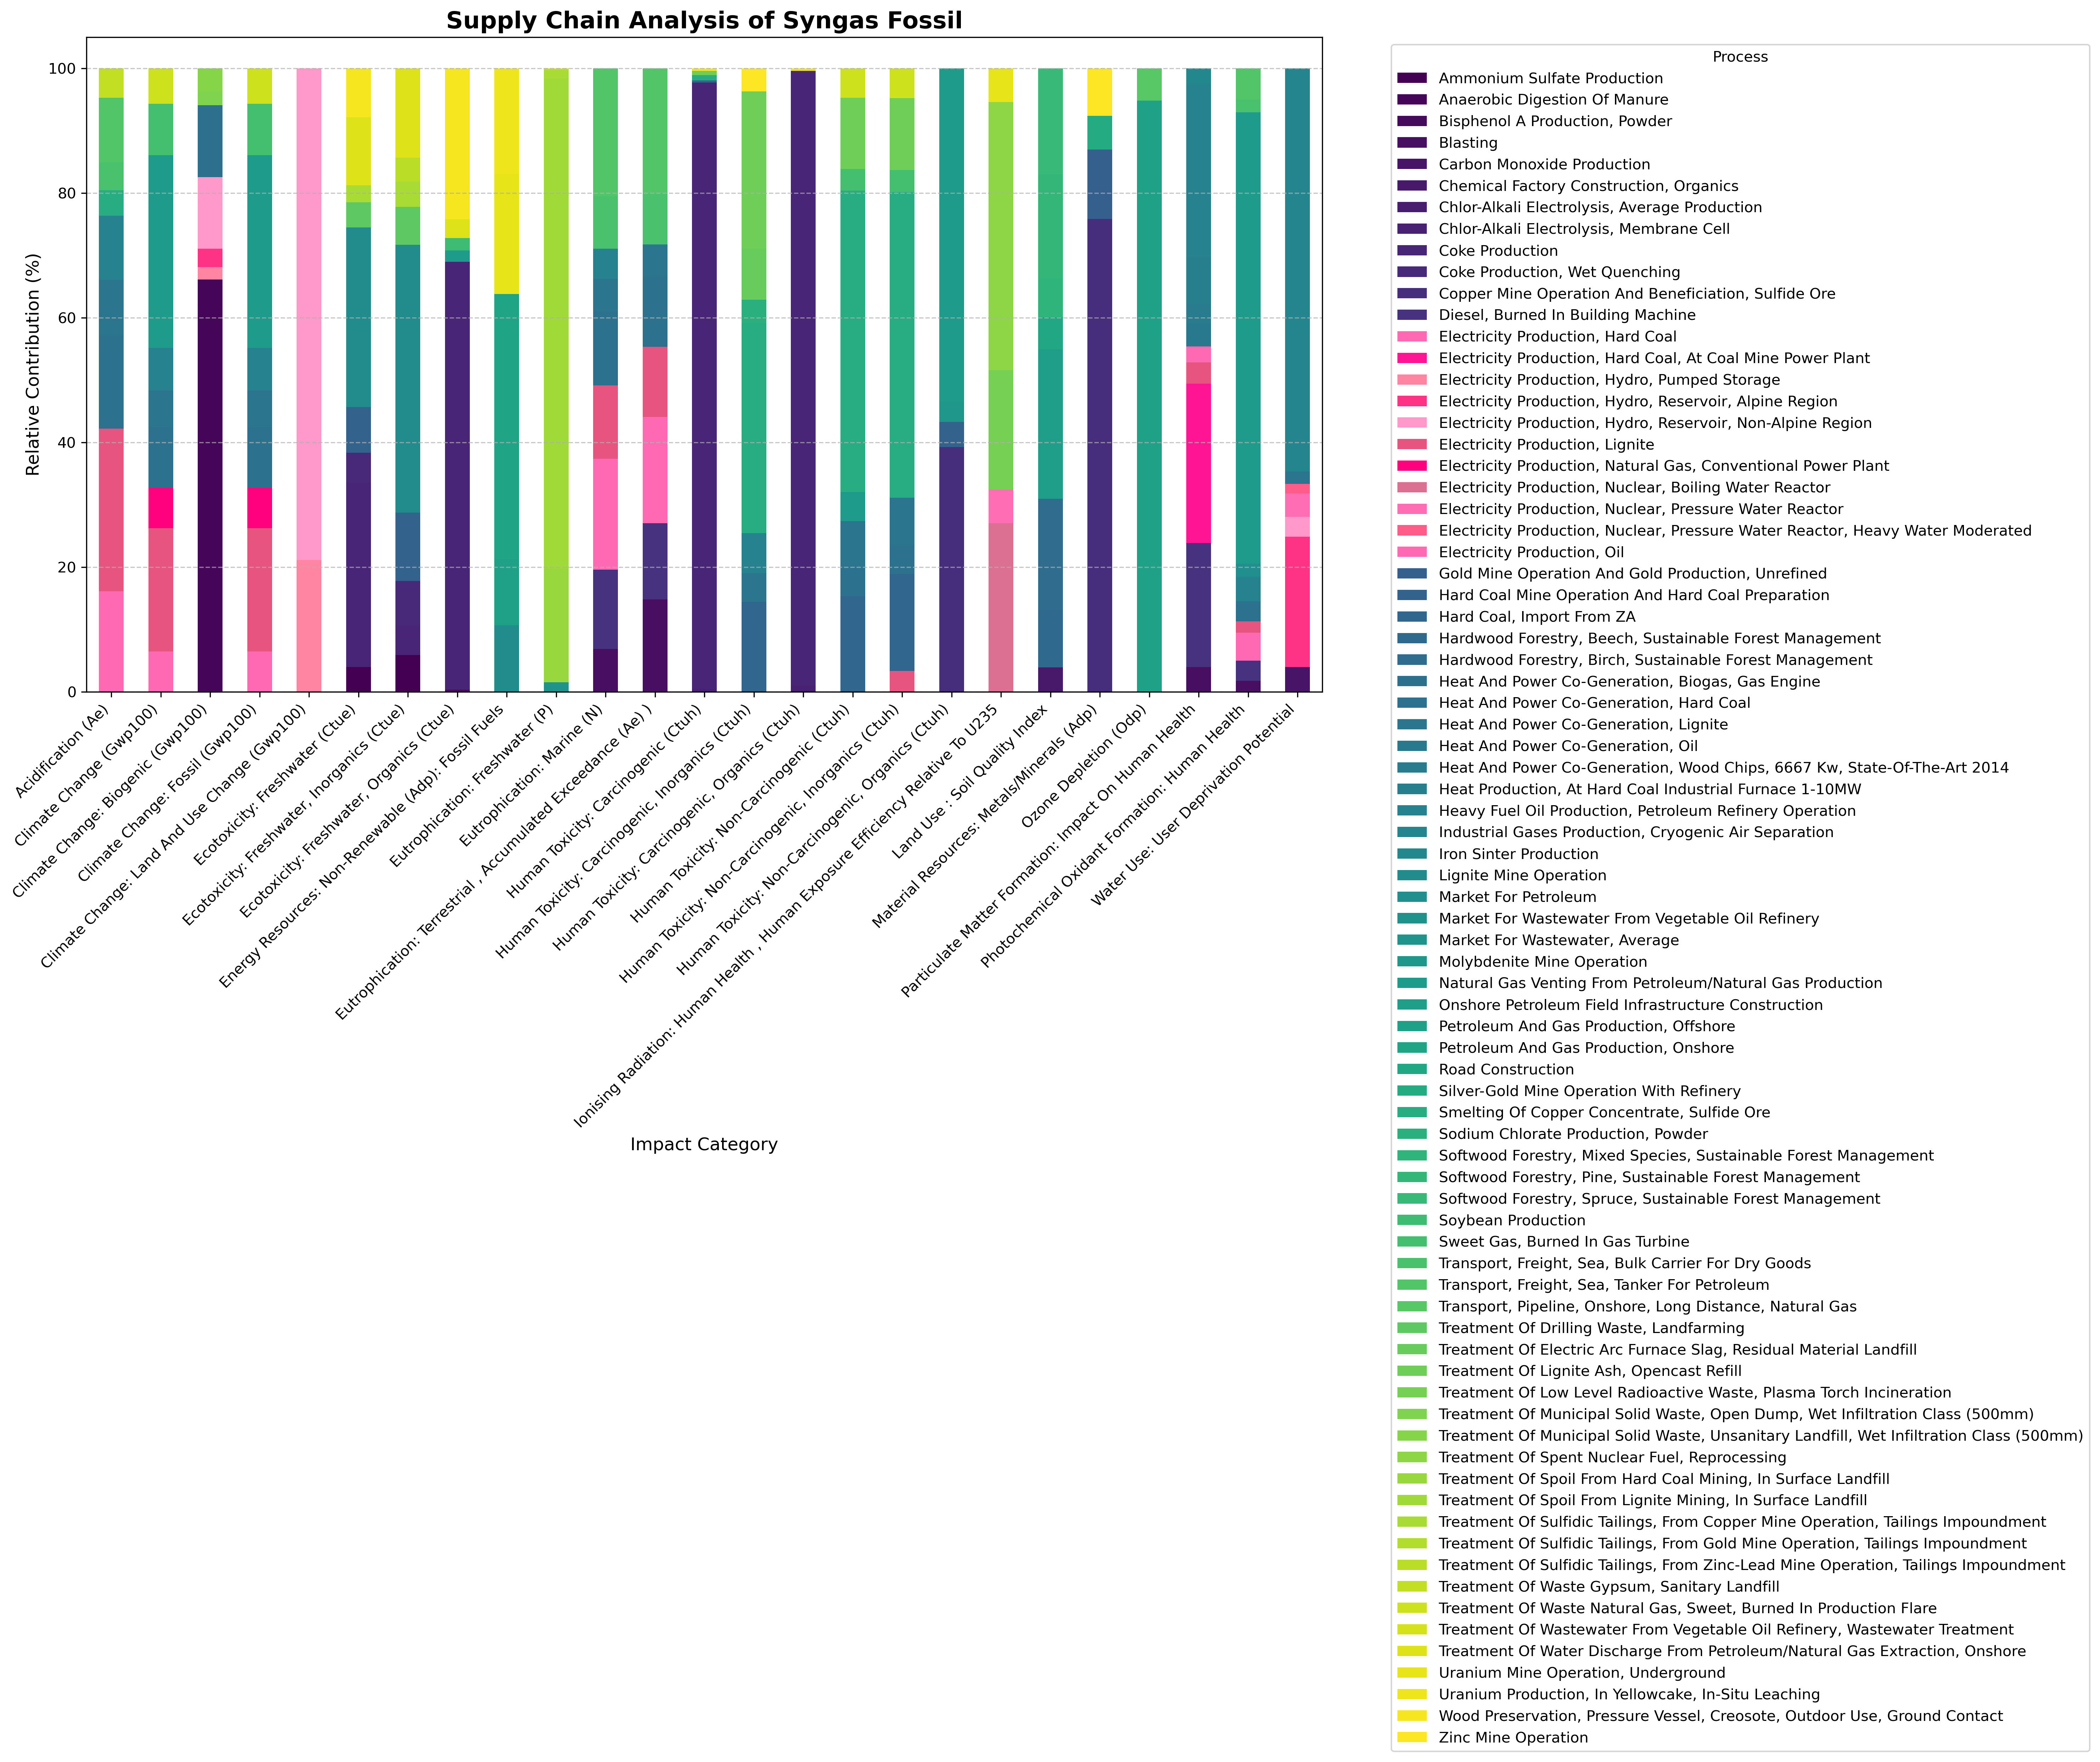 Supply Chain Analysis of Syngas Fossil
Relative Contribution (%)
100
80
60
40
20
0
Acidification (Ae)
Climate Change (Gwp100)
Climate Change: Biogenic (Gwp100)
Climate Change: Fossil (Gwp100)
Climate Change: Land And Use Change (Gwp100)
Ecotoxicity: Freshwater (Ctue)
Ecotoxicity: Freshwater, Inorganics (Ctue)
Ecotoxicity: Freshwater, Organics (Ctue)
Energy Resources: Non-Renewable (Adp): Fossil Fuels
Eutrophication: Freshwater (P)
Eutrophication: Marine (N)
Eutrophication: Terrestrial , Accumulated Exceedance (Ae) )
Human Toxicity: Carcinogenic (Ctuh)
Human Toxicity: Carcinogenic, Inorganics (Ctuh)
Human Toxicity: Carcinogenic, Organics (Ctuh)
Human Toxicity: Non-Carcinogenic (Ctuh)
Human Toxicity: Non-Carcinogenic, Inorganics (Ctuh)
Human Toxicity: Non-Carcinogenic, Organics (Ctuh)
Ionising Radiation: Human Health , Human Exposure Efficiency Relative To U235
Land Use : Soil Quality Index
Material Resources: Metals/Minerals (Adp)
Ozone Depletion (Odp)
Particulate Matter Formation: Impact On Human Health
Photochemical Oxidant Formation: Human Health
Water Use: User Deprivation Potential
Impact Category
Process
Ammonium Sulfate Production
Anaerobic Digestion Of Manure
Bisphenol A Production, Powder
Blasting
Carbon Monoxide Production
Chemical Factory Construction, Organics
Chlor-Alkali Electrolysis, Average Production
Chlor-Alkali Electrolysis, Membrane Cell
Coke Production
Coke Production, Wet Quenching
Copper Mine Operation And Beneficiation, Sulfide Ore
Diesel, Burned In Building Machine
Electricity Production, Hard Coal
Electricity Production, Hard Coal, At Coal Mine Power Plant
Electricity Production, Hydro, Pumped Storage
Electricity Production, Hydro, Reservoir, Alpine Region
Electricity Production, Hydro, Reservoir, Non-Alpine Region
Electricity Production, Lignite
Electricity Production, Natural Gas, Conventional Power Plant
Electricity Production, Nuclear, Boiling Water Reactor
Electricity Production, Nuclear, Pressure Water Reactor
Electricity Production, Nuclear, Pressure Water Reactor, Heavy Water Moderated
Electricity Production, Oil
Gold Mine Operation And Gold Production, Unrefined
Hard Coal Mine Operation And Hard Coal Preparation
Hard Coal, Import From ZA
Hardwood Forestry, Beech, Sustainable Forest Management
Hardwood Forestry, Birch, Sustainable Forest Management
Heat And Power Co-Generation, Biogas, Gas Engine
Heat And Power Co-Generation, Hard Coal
Heat And Power Co-Generation, Lignite
Heat And Power Co-Generation, Oil
Heat And Power Co-Generation, Wood Chips, 6667 Kw, State-Of-The-Art 2014
Heat Production, At Hard Coal Industrial Furnace 1-10MW
Heavy Fuel Oil Production, Petroleum Refinery Operation
Industrial Gases Production, Cryogenic Air Separation
Iron Sinter Production
Lignite Mine Operation
Market For Petroleum
Market For Wastewater From Vegetable Oil Refinery
Market For Wastewater, Average
Molybdenite Mine Operation
Natural Gas Venting From Petroleum/Natural Gas Production
Onshore Petroleum Field Infrastructure Construction
Petroleum And Gas Production, Offshore
Petroleum And Gas Production, Onshore
Road Construction
Silver-Gold Mine Operation With Refinery
Smelting Of Copper Concentrate, Sulfide Ore
Sodium Chlorate Production, Powder
Softwood Forestry, Mixed Species, Sustainable Forest Management
Softwood Forestry, Pine, Sustainable Forest Management
Softwood Forestry, Spruce, Sustainable Forest Management
Soybean Production
Sweet Gas, Burned In Gas Turbine
Transport, Freight, Sea, Bulk Carrier For Dry Goods
Transport, Freight, Sea, Tanker For Petroleum
Transport, Pipeline, Onshore, Long Distance, Natural Gas
Treatment Of Drilling Waste, Landfarming
Treatment Of Electric Arc Furnace Slag, Residual Material Landfill
Treatment Of Lignite Ash, Opencast Refill
Treatment Of Low Level Radioactive Waste, Plasma Torch Incineration
Treatment Of Municipal Solid Waste, Open Dump, Wet Infiltration Class (500mm)
Treatment Of Municipal Solid Waste, Unsanitary Landfill, Wet Infiltration Class (500mm)
Treatment Of Spent Nuclear Fuel, Reprocessing
Treatment Of Spoil From Hard Coal Mining, In Surface Landfill
Treatment Of Spoil From Lignite Mining, In Surface Landfill
Treatment Of Sulfidic Tailings, From Copper Mine Operation, Tailings Impoundment
Treatment Of Sulfidic Tailings, From Gold Mine Operation, Tailings Impoundment
Treatment Of Sulfidic Tailings, From Zinc-Lead Mine Operation, Tailings Impoundment
Treatment Of Waste Gypsum, Sanitary Landfill
Treatment Of Waste Natural Gas, Sweet, Burned In Production Flare
Treatment Of Wastewater From Vegetable Oil Refinery, Wastewater Treatment
Treatment Of Water Discharge From Petroleum/Natural Gas Extraction, Onshore
Uranium Mine Operation, Underground
Uranium Production, In Yellowcake, In-Situ Leaching
Wood Preservation, Pressure Vessel, Creosote, Outdoor Use, Ground Contact
Zinc Mine Operation